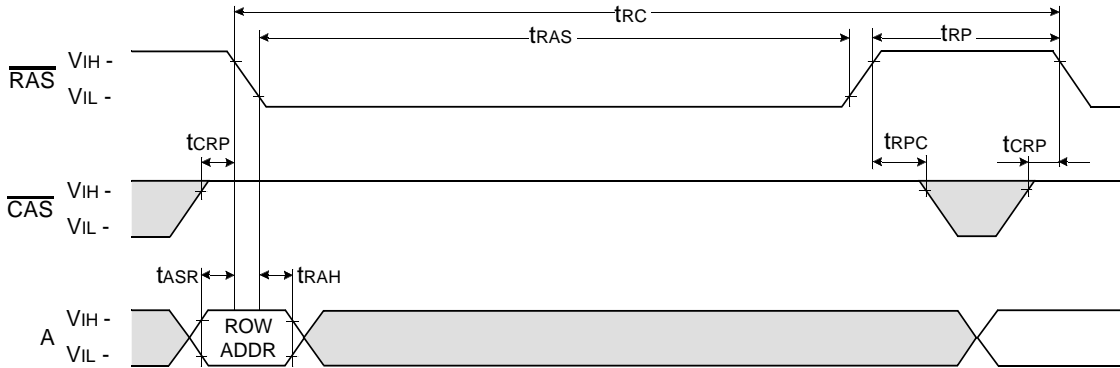 tRC
tRAS
tRP
RAS
VIH -
VIL -
tCRP
tRPC
tCRP
CAS
VIH -
VIL -
tASR
tRAH
A
VIH -
VIL -
ROW
ADDR